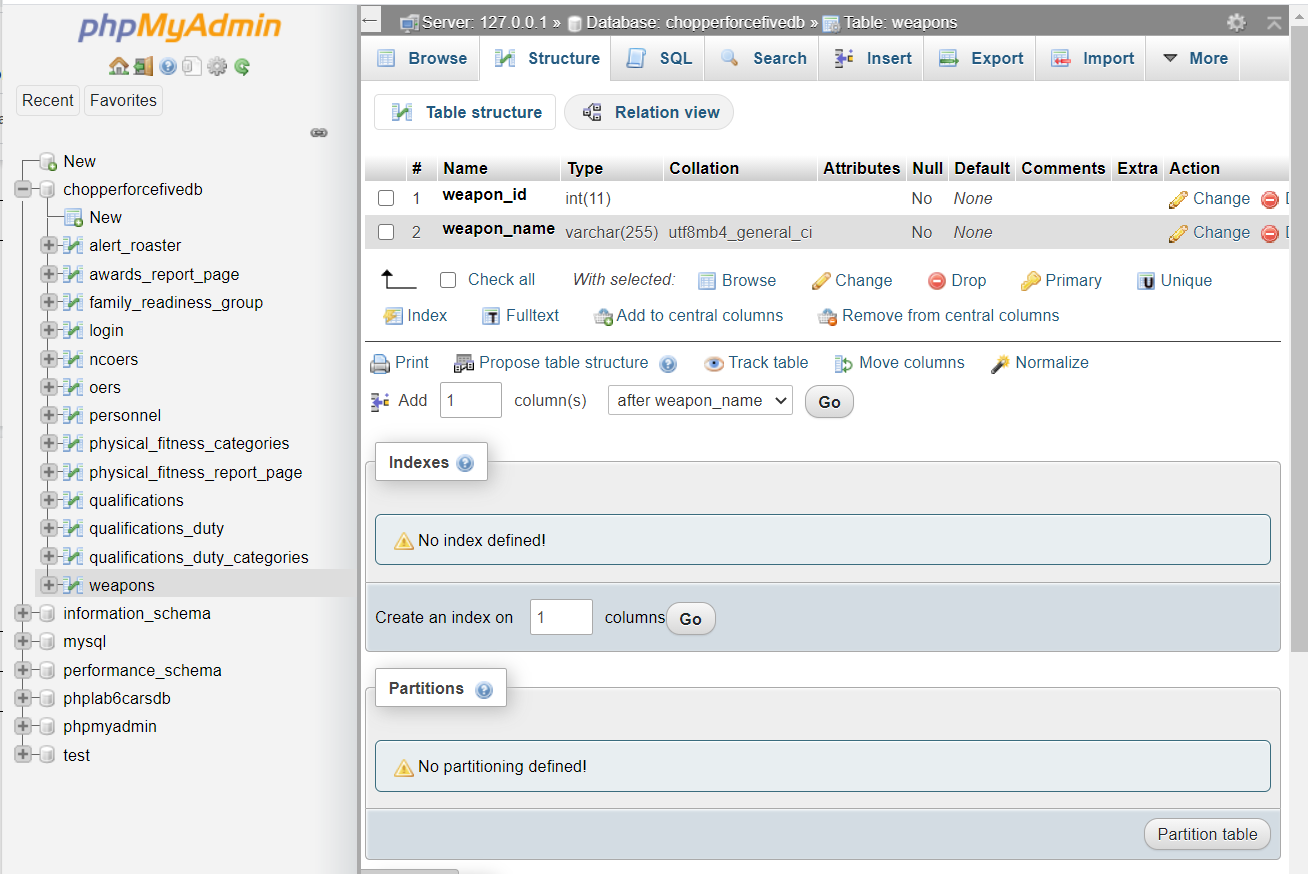 phpMyAdmin
Recent Favorites
New
chopperforcefivedb
New
alert_roaster
awards_report_page
family_readiness_group
login
ncoers
oers
personnel
physical_fitness_categories
physical_fitness_report_page
qualifications
qualifications_duty
qualifications_duty_categories
weapons
information_schema
mysql
performance_schema
phplab6carsdb
phpmyadmin
test
Server: 127.0.0.1 » Database: chopperforcefivedb » Table: weapons
Browse Structure SQL Search Insert Export Import More
Table structure Relation view
# Name Type Collation Attributes Null Default Comments Extra Action
1 weapon_id int(11) No None Change
2 weapon_name varchar(255) utf8mb4_general_ci No None Change
Check all With selected: Browse Change Drop Primary Unique
Index Fulltext Add to central columns Remove from central columns
Print Propose table structure Track table Move columns Normalize
Add 1 column(s) after weapon_name Go
Indexes
No index defined!
Create an index on 1 columns Go
Partitions
No partitioning defined!
Partition table